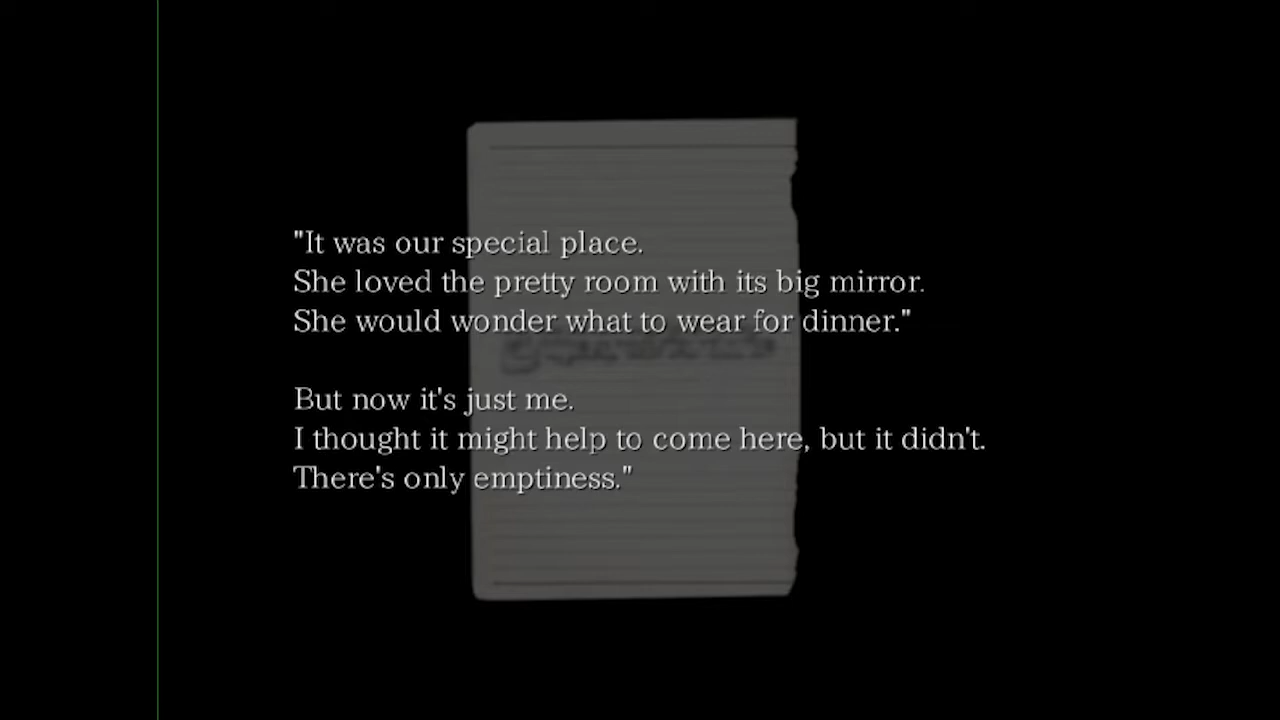 "It was our special place.
She loved the pretty room with its big mirror.
She would wonder what to wear for dinner."
But now it's just me.
I thought it might help to come here, but it didn't.
There's only emptiness."